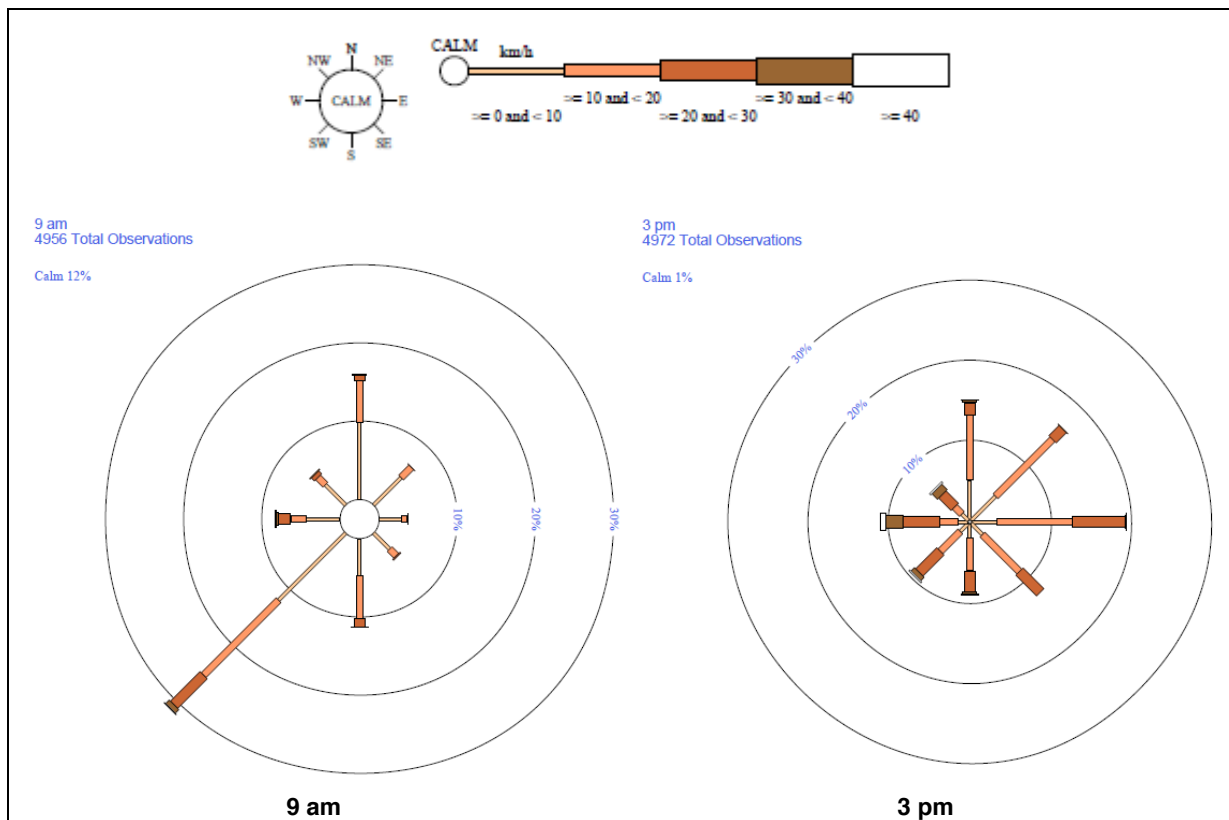 N
NW
NE
W
CALM
E
SW
SE
S
CALM
km/h
>= 10 and < 20
>= 30 and < 40
>= 0 and < 10
>= 20 and < 30
>= 40
9 am
4956 Total Observations
Calm 12%
10%
20%
30%
3 pm
4972 Total Observations
Calm 1%
30%
20%
10%
9 am
3 pm